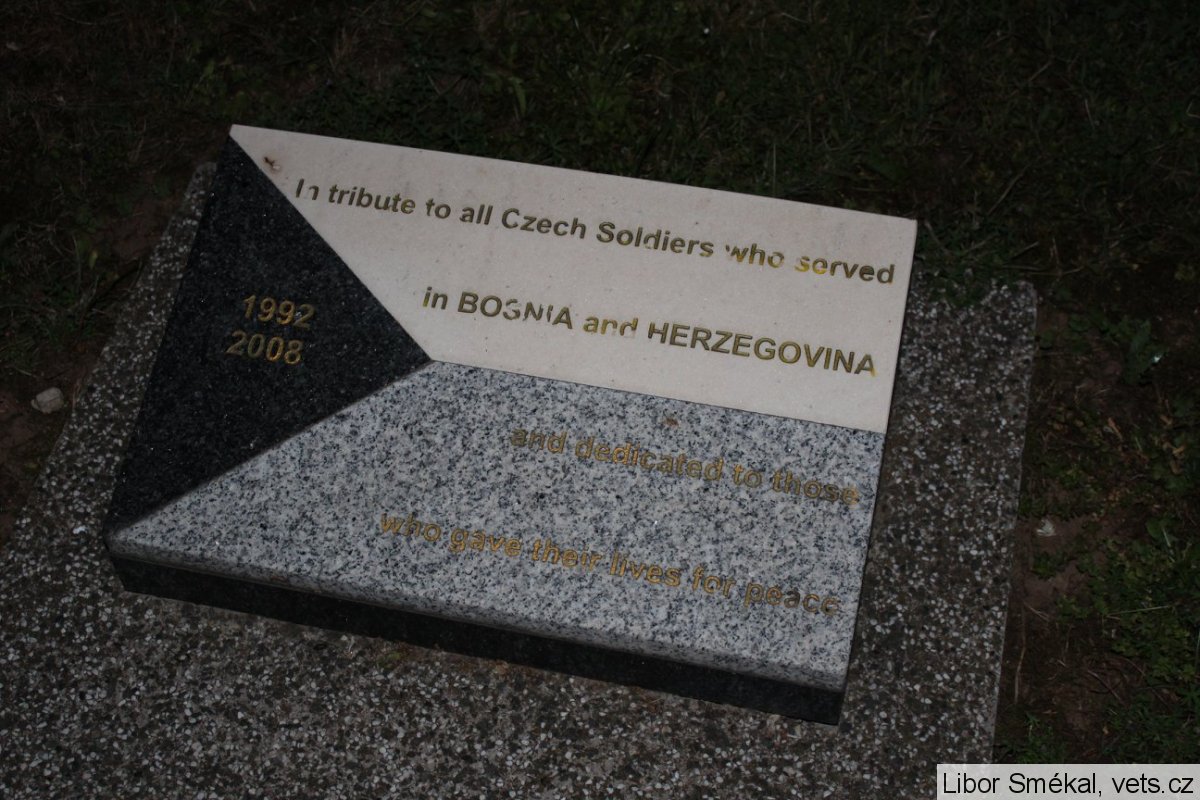 In tribute to all Czech Soldiers who served
in BOSNIA and HERZEGOVINA
1992
2008
and dedicated to those
who gave their lives for peace
Libor Smékal, vets.cz